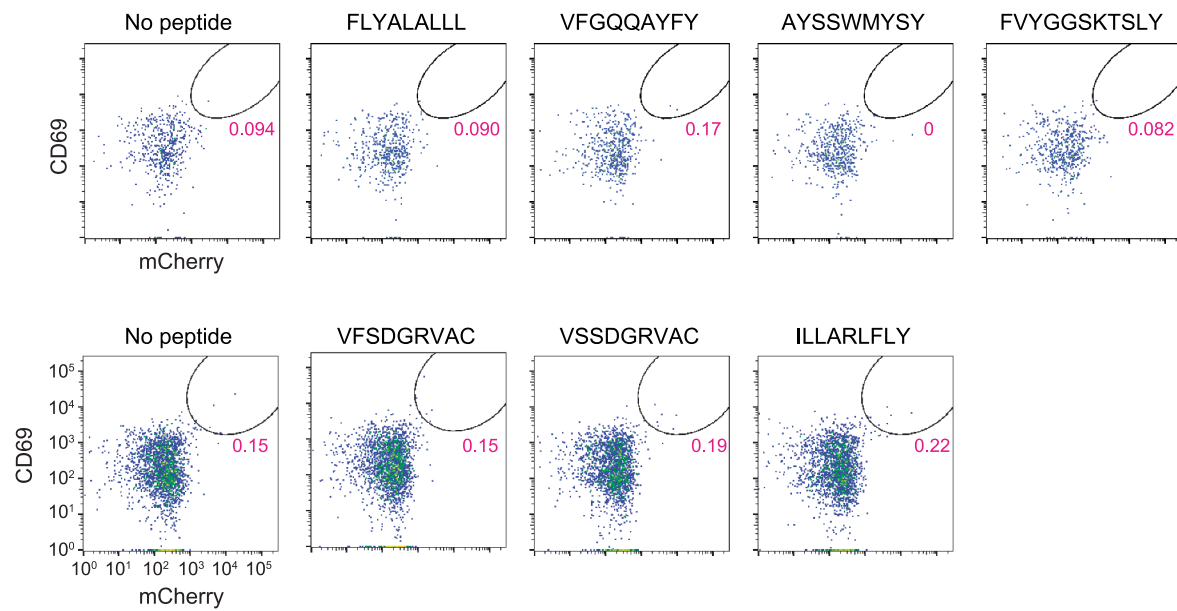 No peptide FLYALALLL VFGQQAYFY AYSSWMYSY FVYGGSKTSLY
CD69
0.094 0.090 0.17 0 0.082
mCherry
No peptide VFSDGRVAC VSSDGRVAC ILLARLFLY
CD69
10⁵
10⁴
10³
10²
10¹
10⁰
0.15 0.15 0.19 0.22
10⁰ 10¹ 10² 10³ 10⁴ 10⁵
mCherry